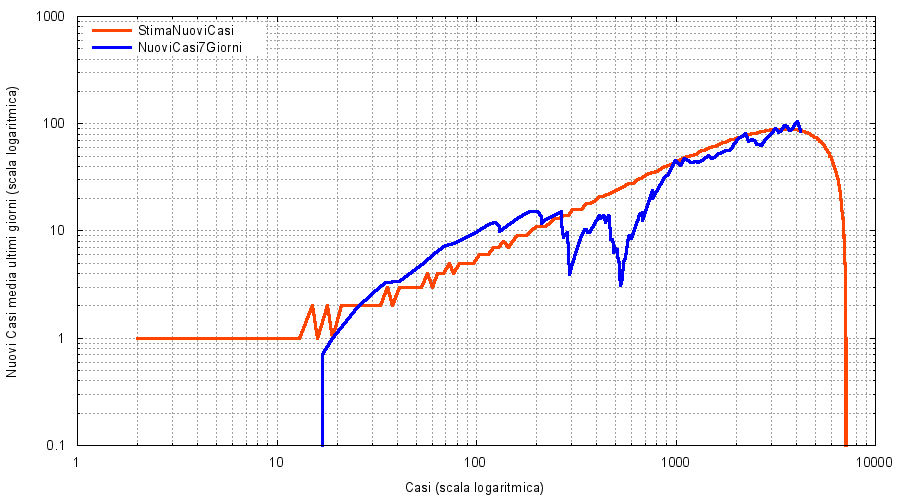 1000
StimaNuoviCasi
NuoviCasi7Giorni
100
10
1
0.1
Nuovi Casi media ultimi giorni (scala logaritmica)
1 10 100 1000 10000
Casi (scala logaritmica)